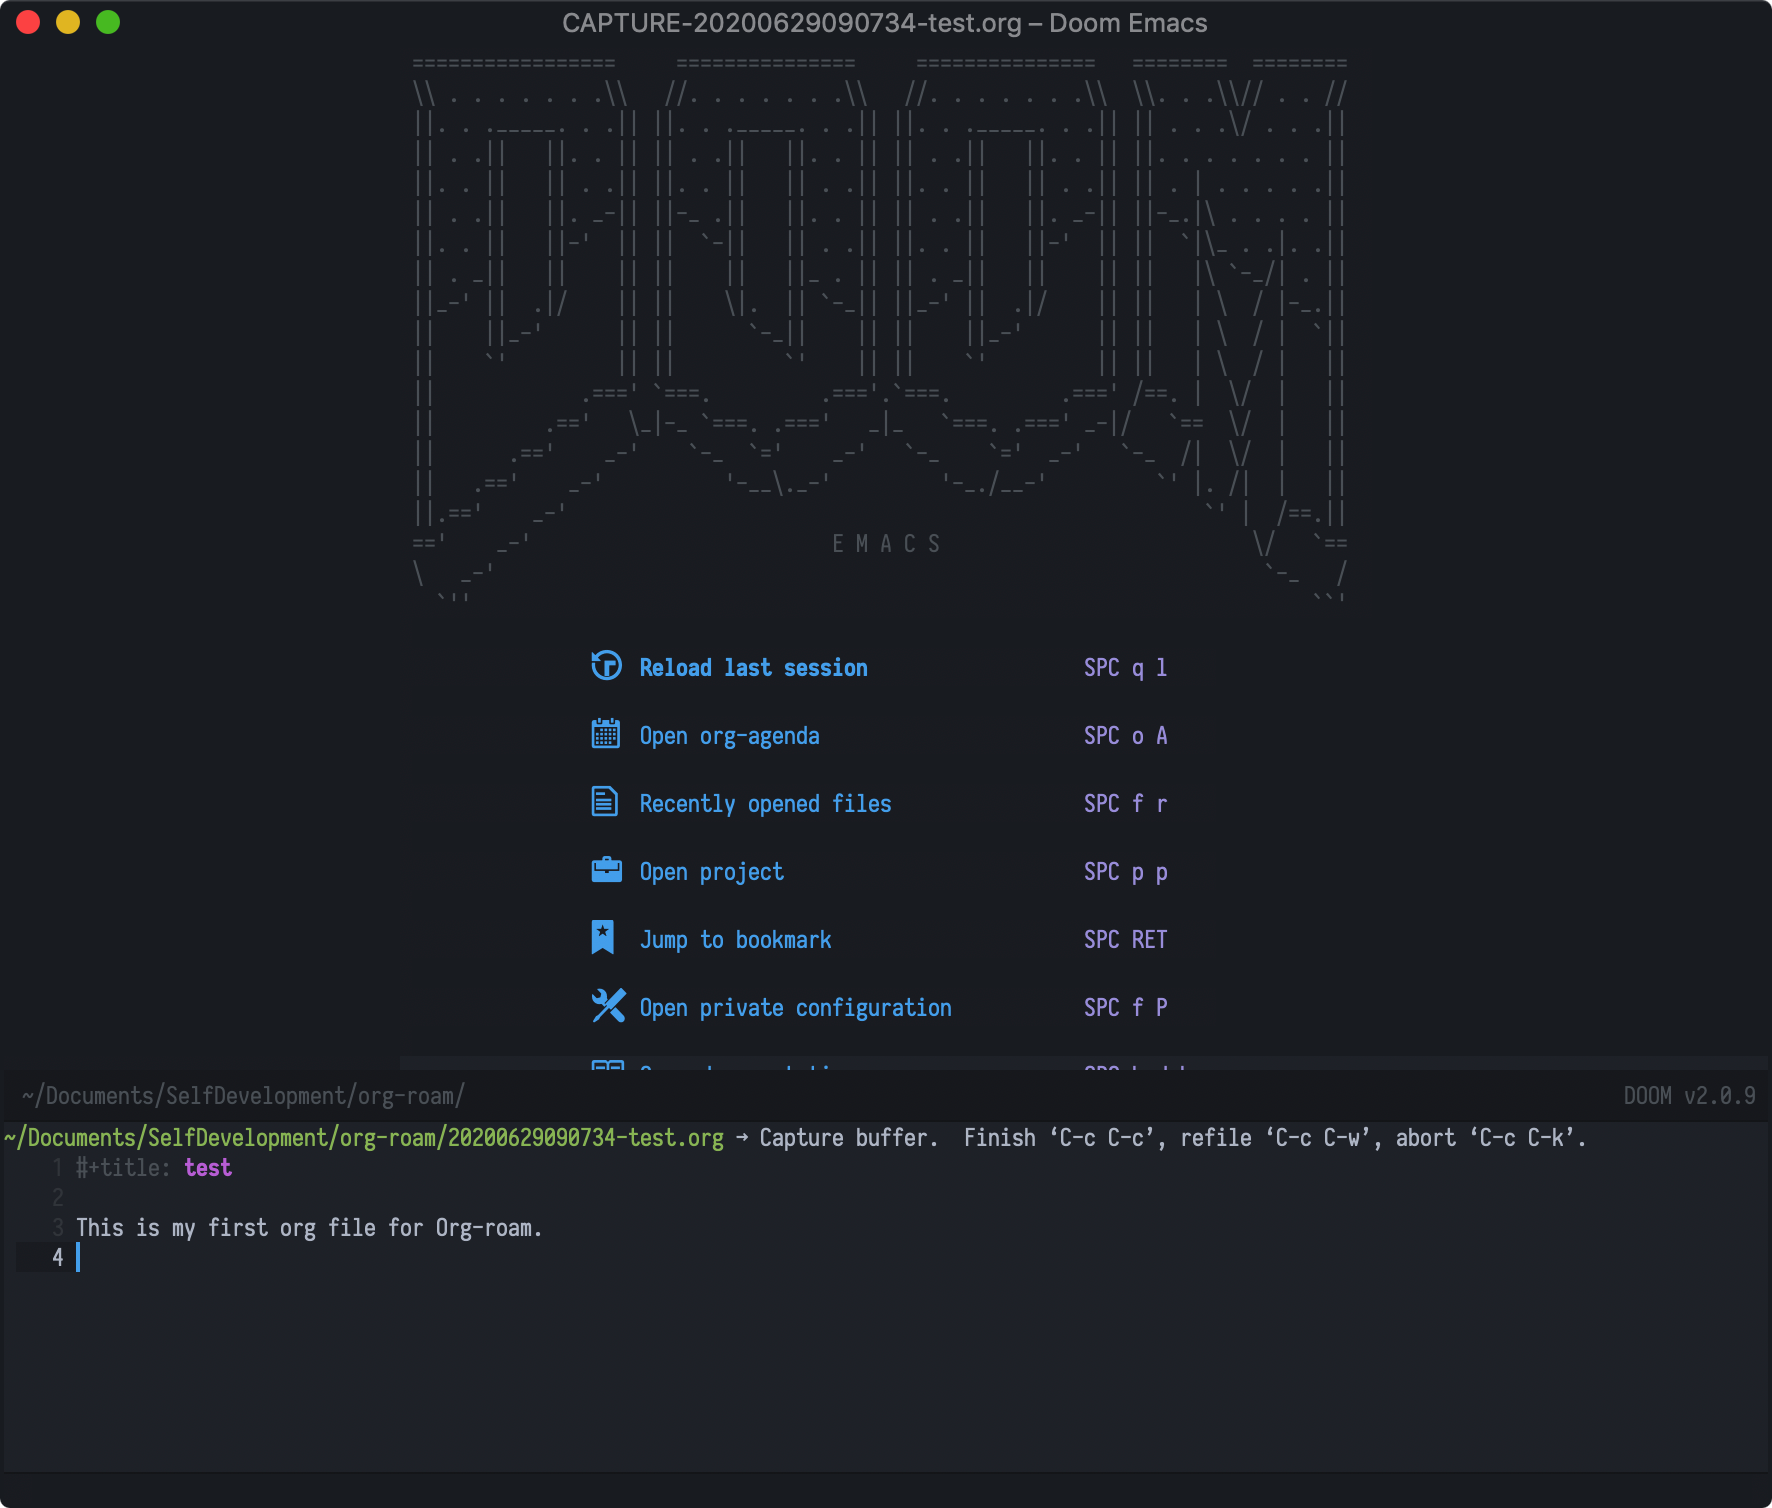 CAPTURE-20200629090734-test.org – Doom Emacs
E M A C S
Reload last session SPC q l
Open org-agenda SPC o A
Recently opened files SPC f r
Open project SPC p p
Jump to bookmark SPC RET
Open private configuration SPC f P
~/Documents/SelfDevelopment/org-roam/ DOOM v2.0.9
~/Documents/SelfDevelopment/org-roam/20200629090734-test.org → Capture buffer.  Finish ‘C-c C-c’, refile ‘C-c C-w’, abort ‘C-c C-k’.
1 #+title: test
2
3 This is my first org file for Org-roam.
4